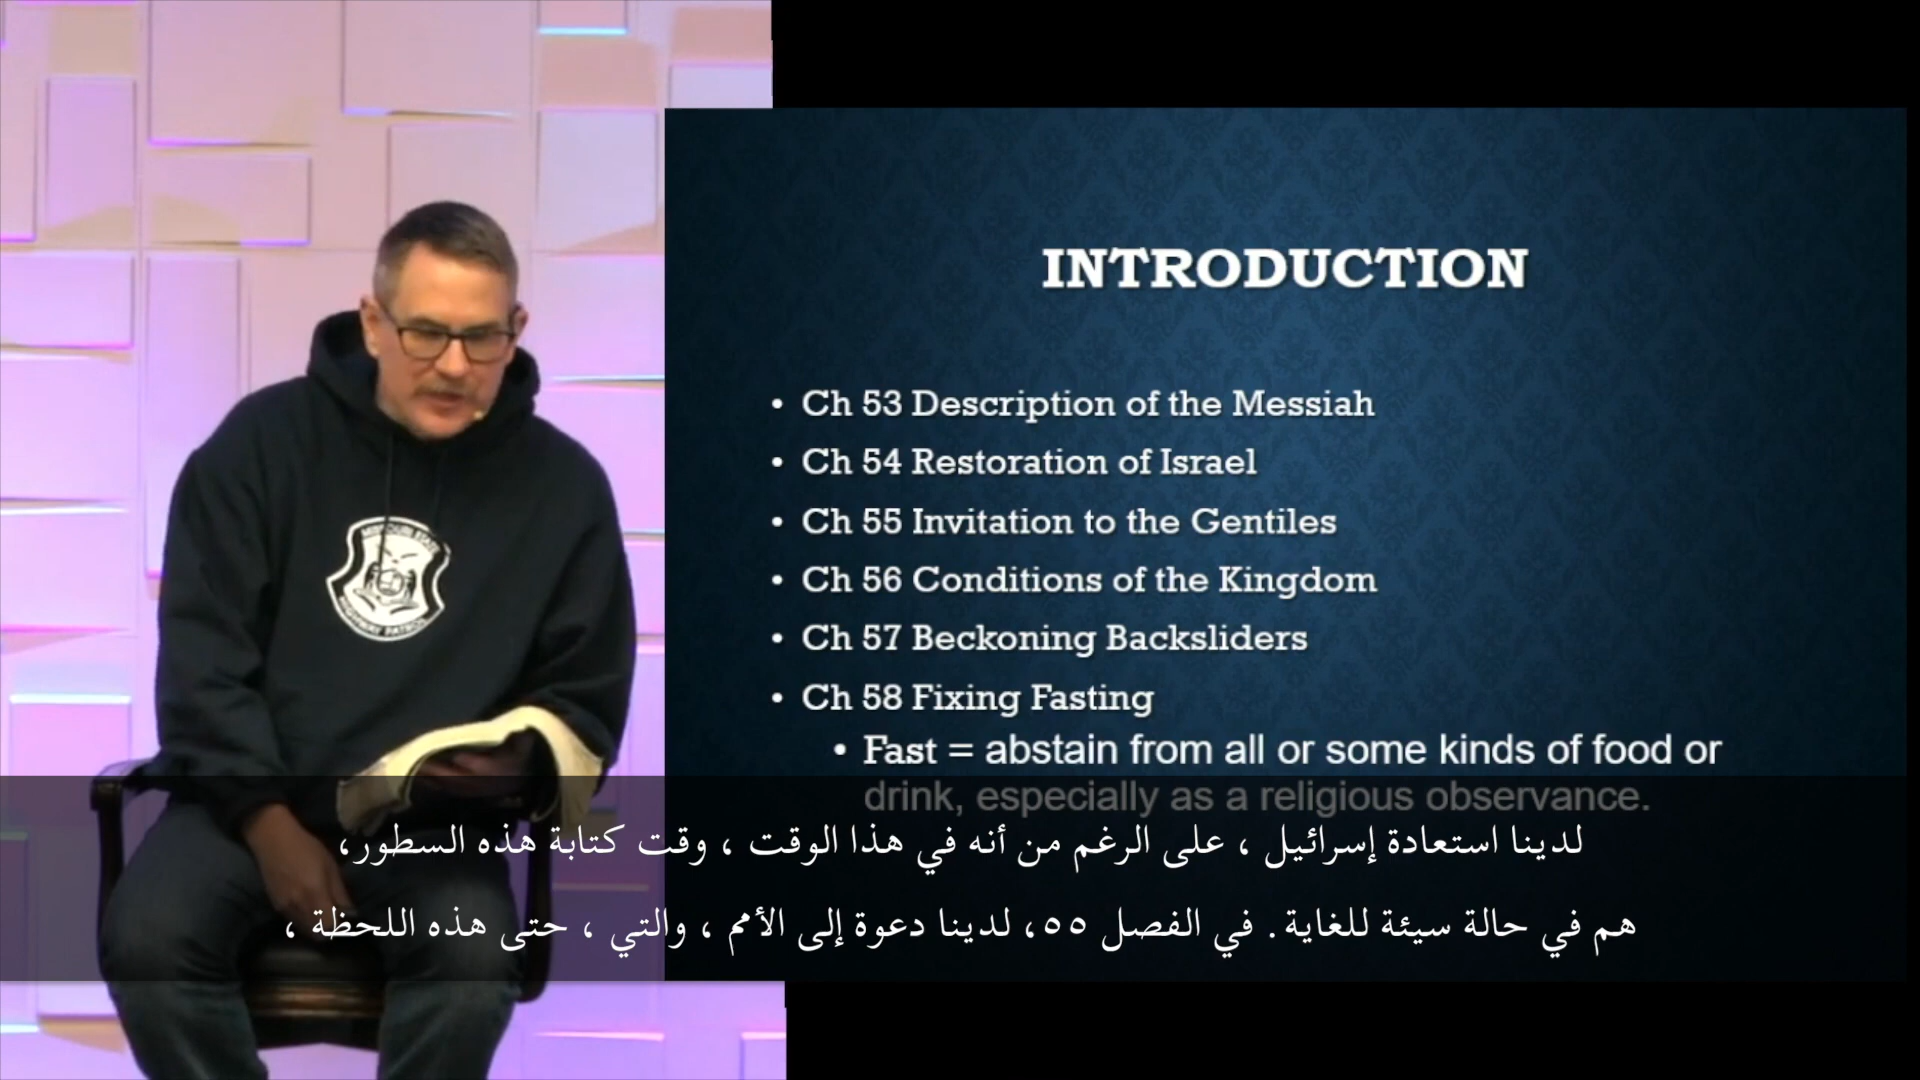 INTRODUCTION
• Ch 53 Description of the Messiah
• Ch 54 Restoration of Israel
• Ch 55 Invitation to the Gentiles
• Ch 56 Conditions of the Kingdom
• Ch 57 Beckoning Backsliders
• Ch 58 Fixing Fasting
• Fast = abstain from all or some kinds of food or
drink, especially as a religious observance.
لدينا استعادة إسرائيل ، على الرغم من أنه في هذا الوقت ، وقت كتابة هذه السطور،
هم في حالة سيئة للغاية. في الفصل ٥٥، لدينا دعوة إلى الأمم ، والتي ، حتى هذه اللحظة ،
MISSOURI STATE
HIGHWAY PATROL